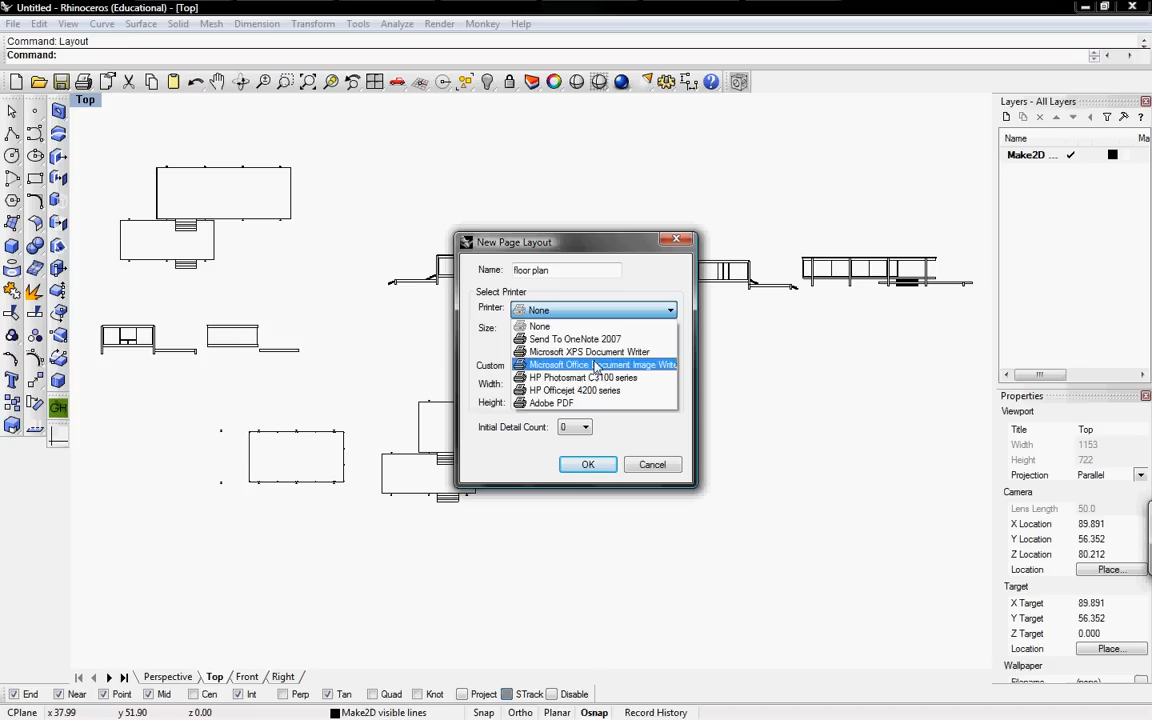 Untitled - Rhinoceros (Educational) - [Top]
File Edit View Curve Surface Solid Mesh Dimension Transform Tools Analyze Render Monkey Help
Command: Layout
Command:
Top
Layers - All Layers
Name Ma
Make2D ...
New Page Layout
Name: floor plan
Select Printer
Printer: None
Size:
None
Send To OneNote 2007
Microsoft XPS Document Writer
Microsoft Office Document Image Write
HP Photosmart C3100 series
HP Officejet 4200 series
Adobe PDF
Custom
Width:
Height:
Initial Detail Count: 0
OK Cancel
GH
Properties
Viewport
Title Top
Width 1153
Height 722
Projection Parallel
Camera
Lens Length 50.0
X Location 89.891
Y Location 56.352
Z Location 80.212
Location Place...
Target
X Target 89.891
Y Target 56.352
Z Target 0.000
Location Place...
Wallpaper
Filename (none)
Perspective Top Front Right
End Near Point Mid Cen Int Perp Tan Quad Knot Project STrack Disable
CPlane x 37.99 y 51.90 z 0.00 Make2D visible lines Snap Ortho Planar Osnap Record History